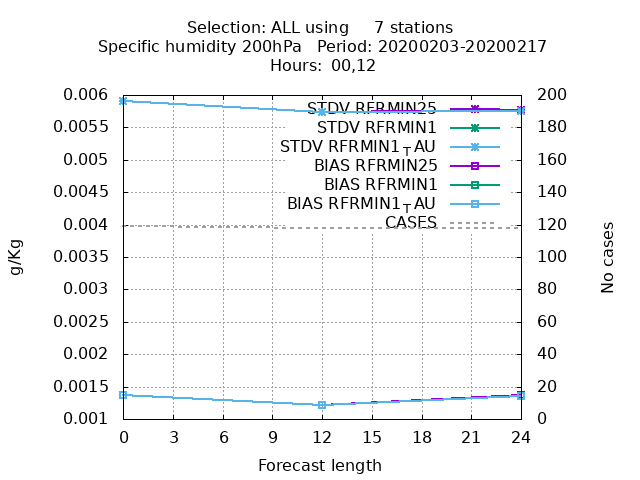 Selection: ALL using     7 stations
Specific humidity 200hPa   Period: 20200203-20200217
Hours:  00,12
0.006
0.0055
0.005
0.0045
0.004
0.0035
0.003
0.0025
0.002
0.0015
0.001
200
180
160
140
120
100
80
60
40
20
0
STDV RFRMIN25
STDV RFRMIN1
STDV RFRMIN1TAU
BIAS RFRMIN25
BIAS RFRMIN1
BIAS RFRMIN1TAU
CASES
g/Kg
No cases
0 3 6 9 12 15 18 21 24
Forecast length